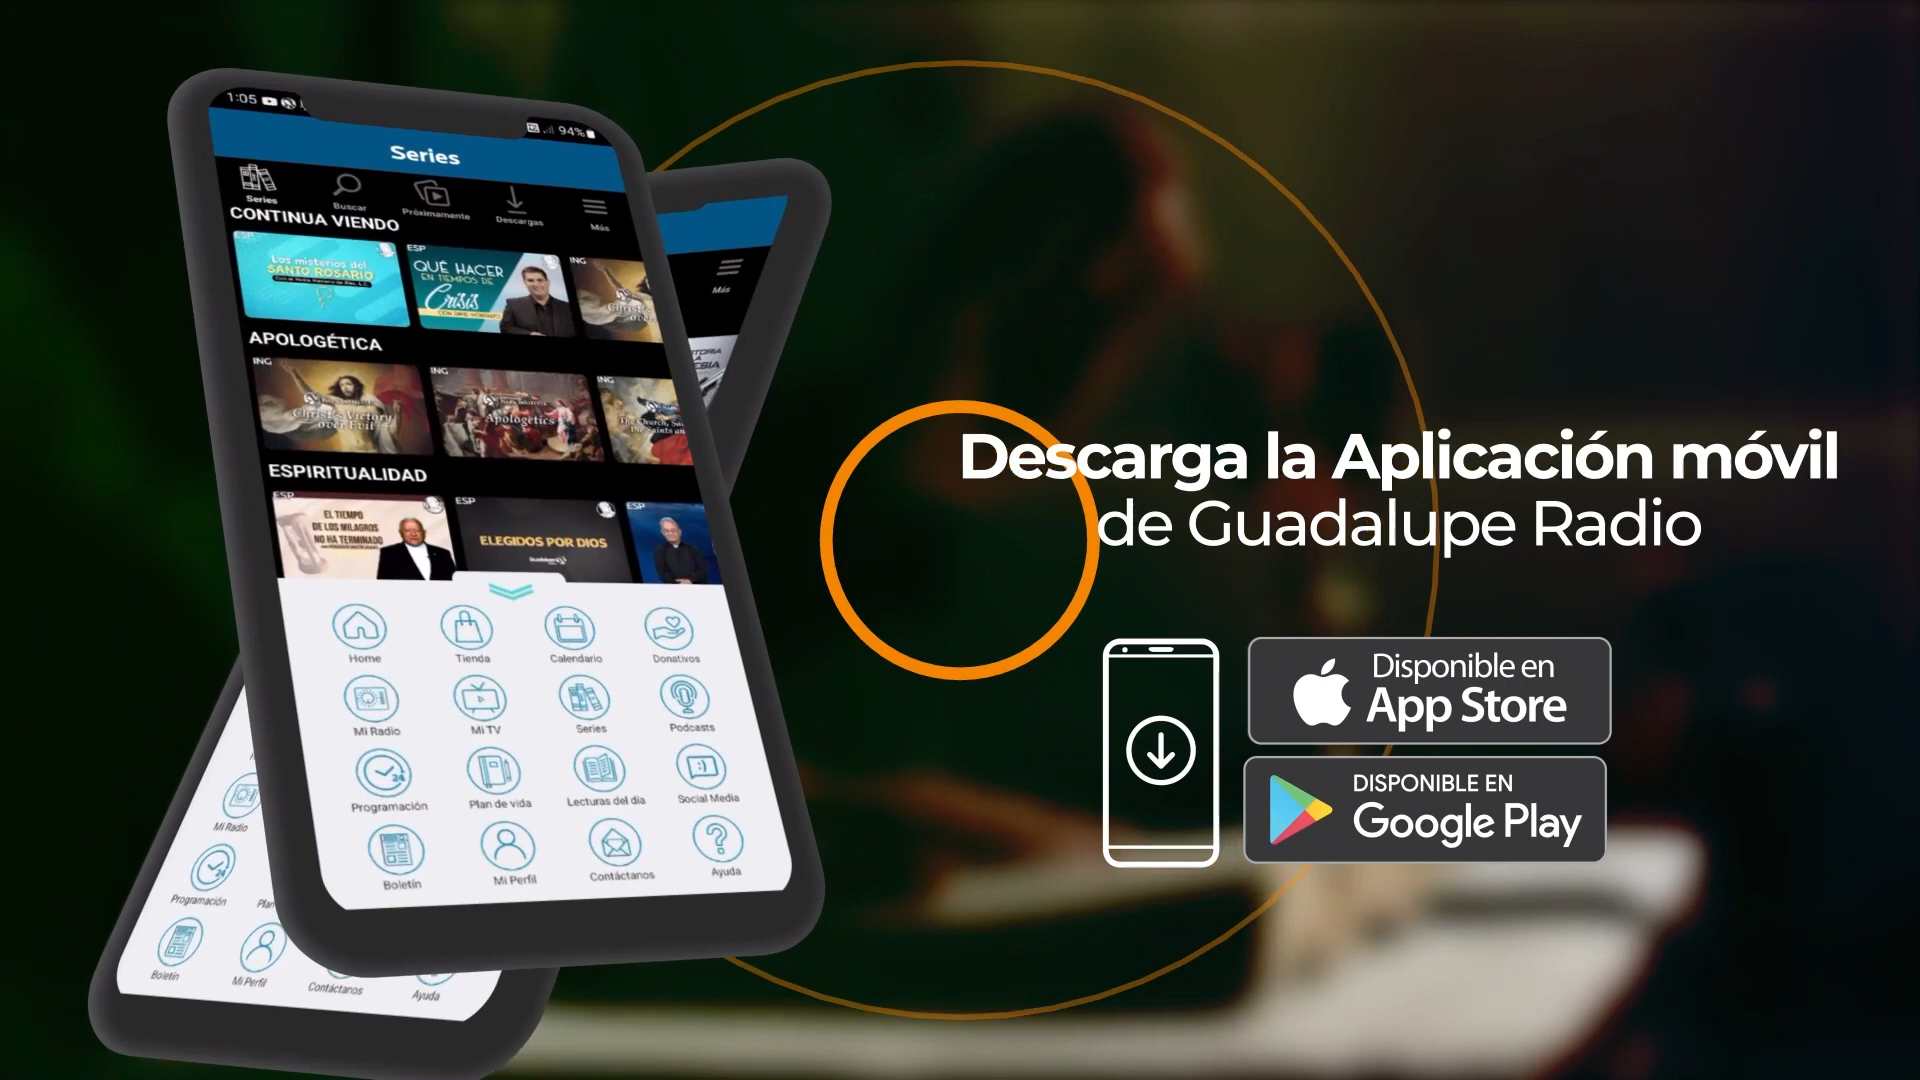 1:05
94%
Series
Series
Buscar
Próximamente
Descargas
Más
CONTINUA VIENDO
ESP
Los misterios del
SANTO ROSARIO
ESP
QUÉ HACER
EN TIEMPOS DE
Crisis
ING
APOLOGÉTICA
ING
Christ's Victory
over Evil
ING
Apologetics
ING
ESPIRITUALIDAD
ESP
EL TIEMPO
DE LOS MILAGROS
NO HA TERMINADO
ESP
ELEGIDOS POR DIOS
ESP
Home
Tienda
Calendario
Donativos
Mi Radio
Mi TV
Series
Podcasts
Programación
Plan de vida
Lecturas del día
Social Media
Boletín
Mi Perfil
Contáctanos
Ayuda
Más
Mi Radio
Programación
Plan
Boletín
Mi Perfil
Contáctanos
Ayuda
Descarga la Aplicación móvil
de Guadalupe Radio
Disponible en
App Store
DISPONIBLE EN
Google Play